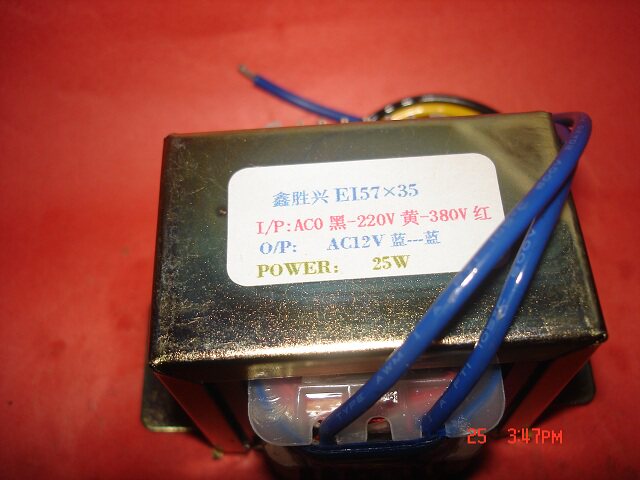 鑫胜兴 EI57×35
I/P: AC0 黑-220V 黄-380V 红
O/P: AC12V 蓝---蓝
POWER: 25W
25 3:47PM